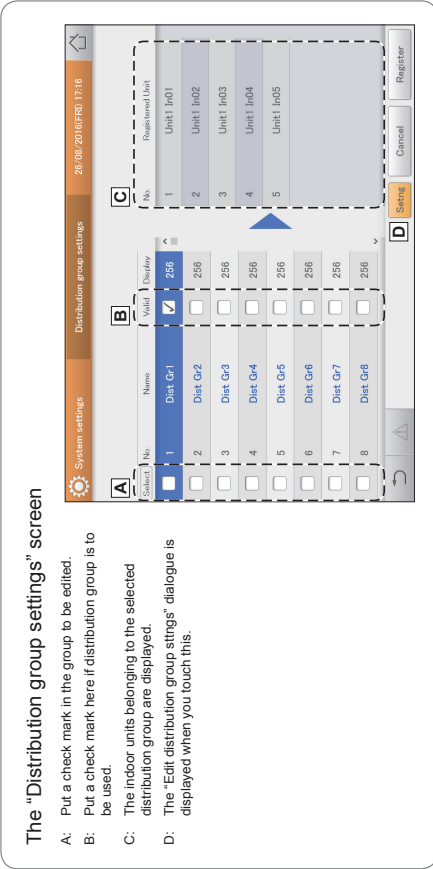 The “Distribution group settings” screen
A: Put a check mark in the group to be edited.
B: Put a check mark here if distribution group is to
be used.
C: The indoor units belonging to the selected
distribution group are displayed.
D: The “Edit distribution group sttngs” dialogue is
displayed when you touch this.
System settings Distribution group settings 26/08/2016(FRI) 17:16
A B C
Select No. Name Valid Display No. Registered Unit
1 Dist Gr1 256 1 Unit1 In01
2 Dist Gr2 256 2 Unit1 In02
3 Dist Gr3 256 3 Unit1 In03
4 Dist Gr4 256 4 Unit1 In04
5 Dist Gr5 256 5 Unit1 In05
6 Dist Gr6 256
7 Dist Gr7 256
8 Dist Gr8 256
D
Setng Cancel Register